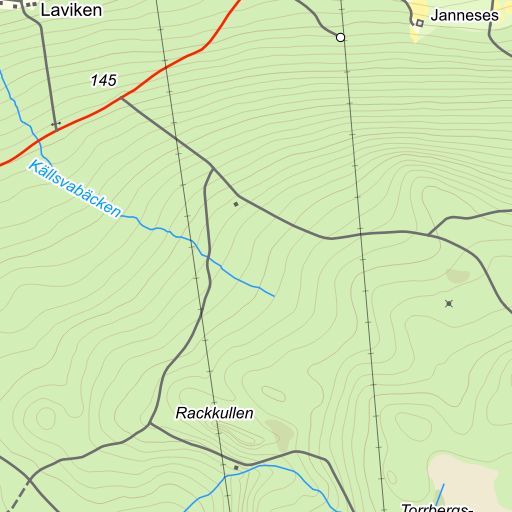 Laviken
Janneses
145
Källsvabäcken
Rackkullen
Torrbergs-